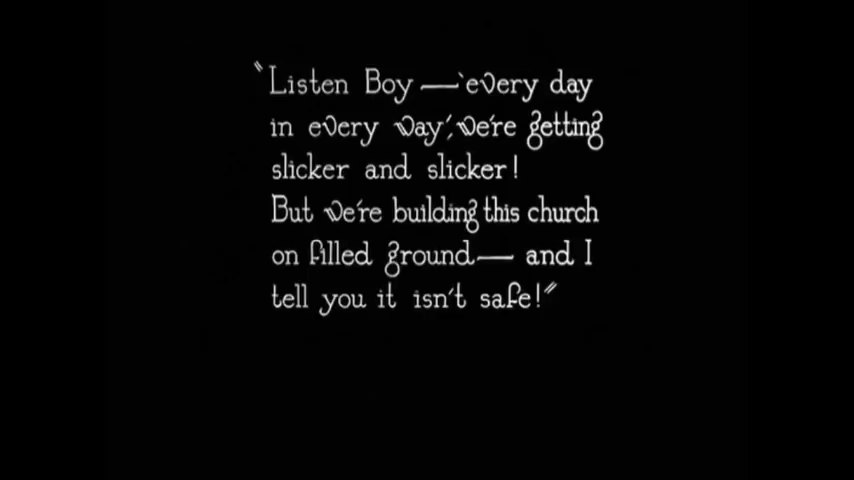 "Listen Boy — 'every day
in every way', we're getting
slicker and slicker!
But we're building this church
on filled ground — and I
tell you it isn't safe!"